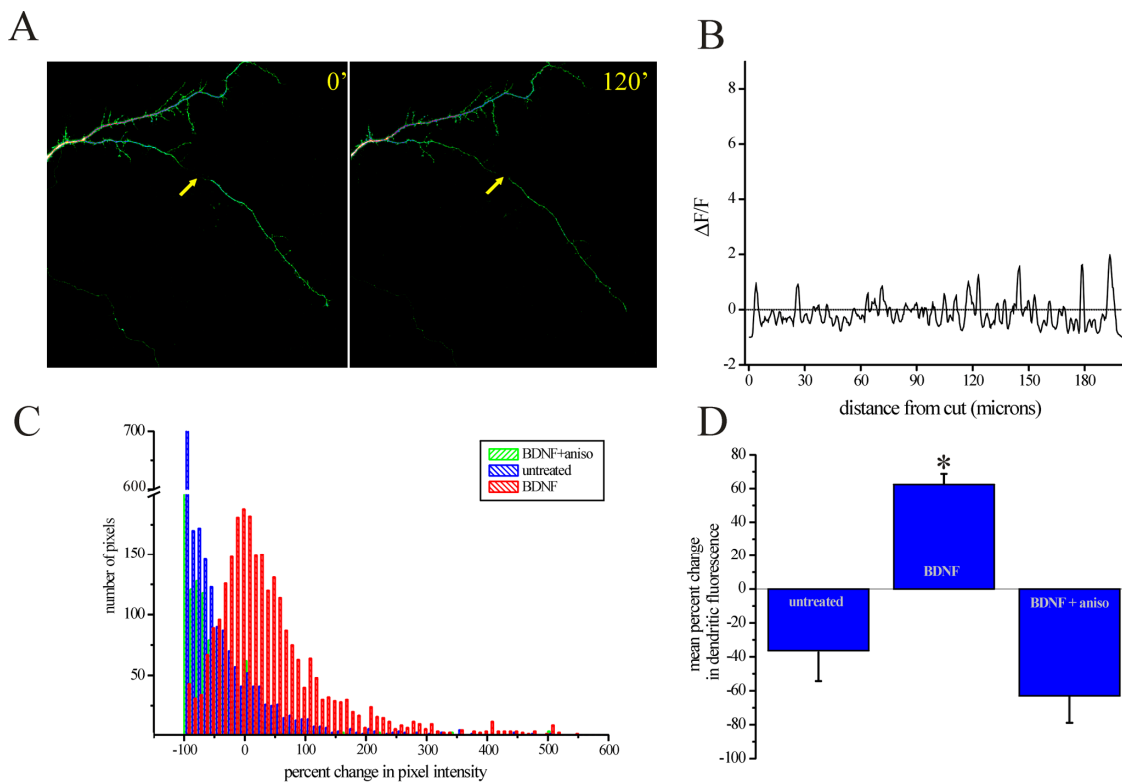 A
0’
120’
B
8
6
4
2
0
-2
ΔF/F
0 30 60 90 120 150 180
distance from cut (microns)
C
700
600
150
100
50
number of pixels
BDNF+aniso
untreated
BDNF
-100 0 100 200 300 400 500 600
percent change in pixel intensity
D
80
60
40
20
0
-20
-40
-60
-80
-100
mean percent change
in dendritic fluorescence
*
untreated
BDNF
BDNF + aniso